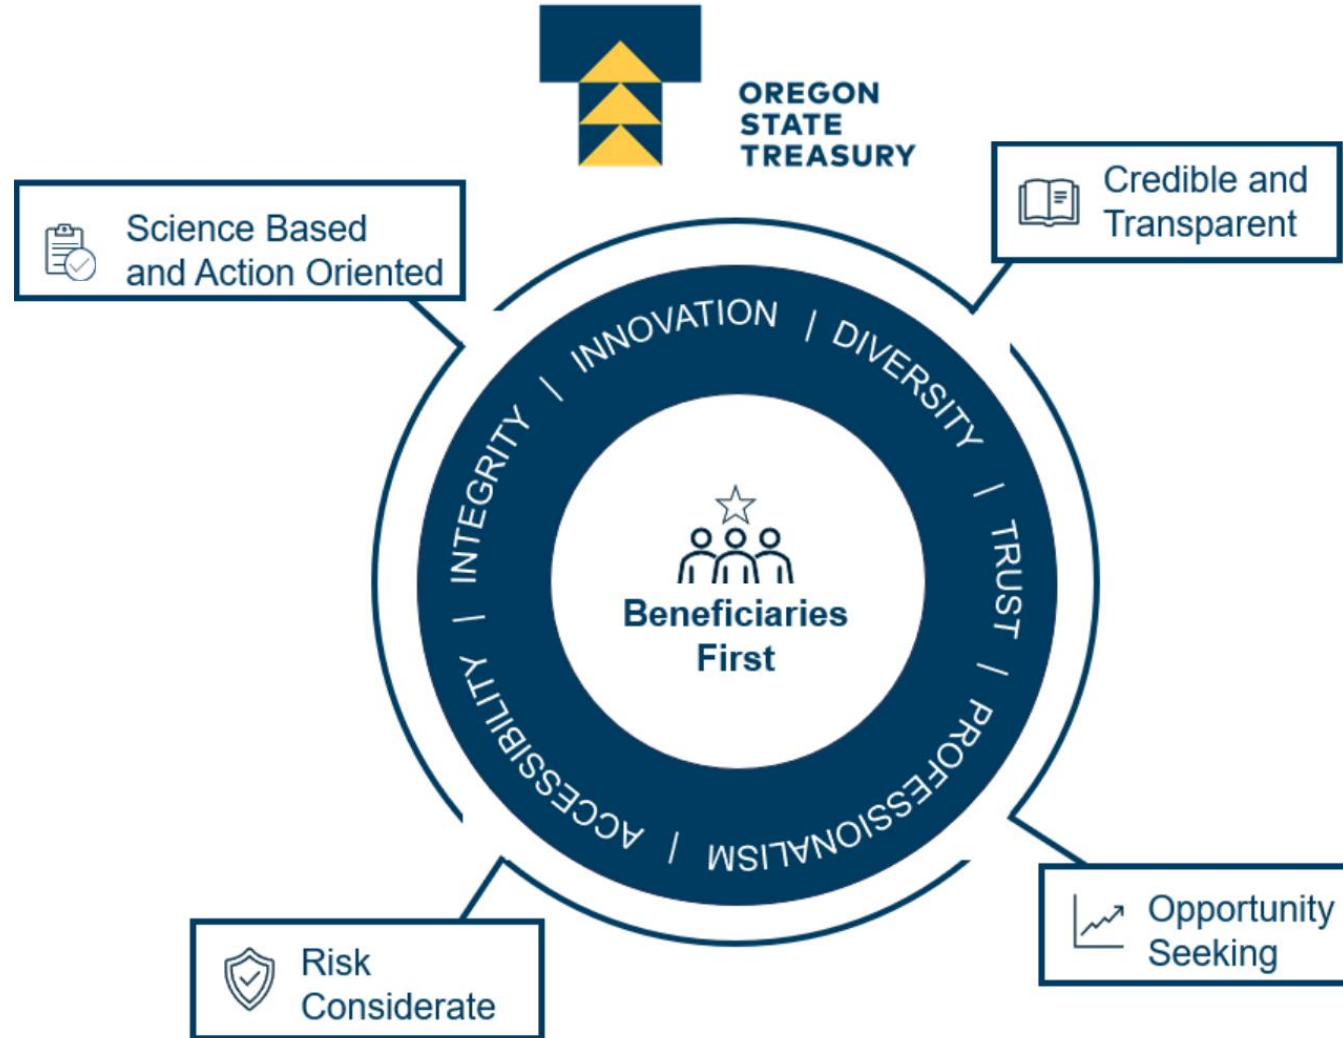 OREGON
STATE
TREASURY
Credible and
Transparent
Science Based
and Action Oriented
INTEGRITY | INNOVATION | DIVERSITY | TRUST | PROFESSIONALISM | ACCESSIBILITY |
Beneficiaries
First
Opportunity
Seeking
Risk
Considerate